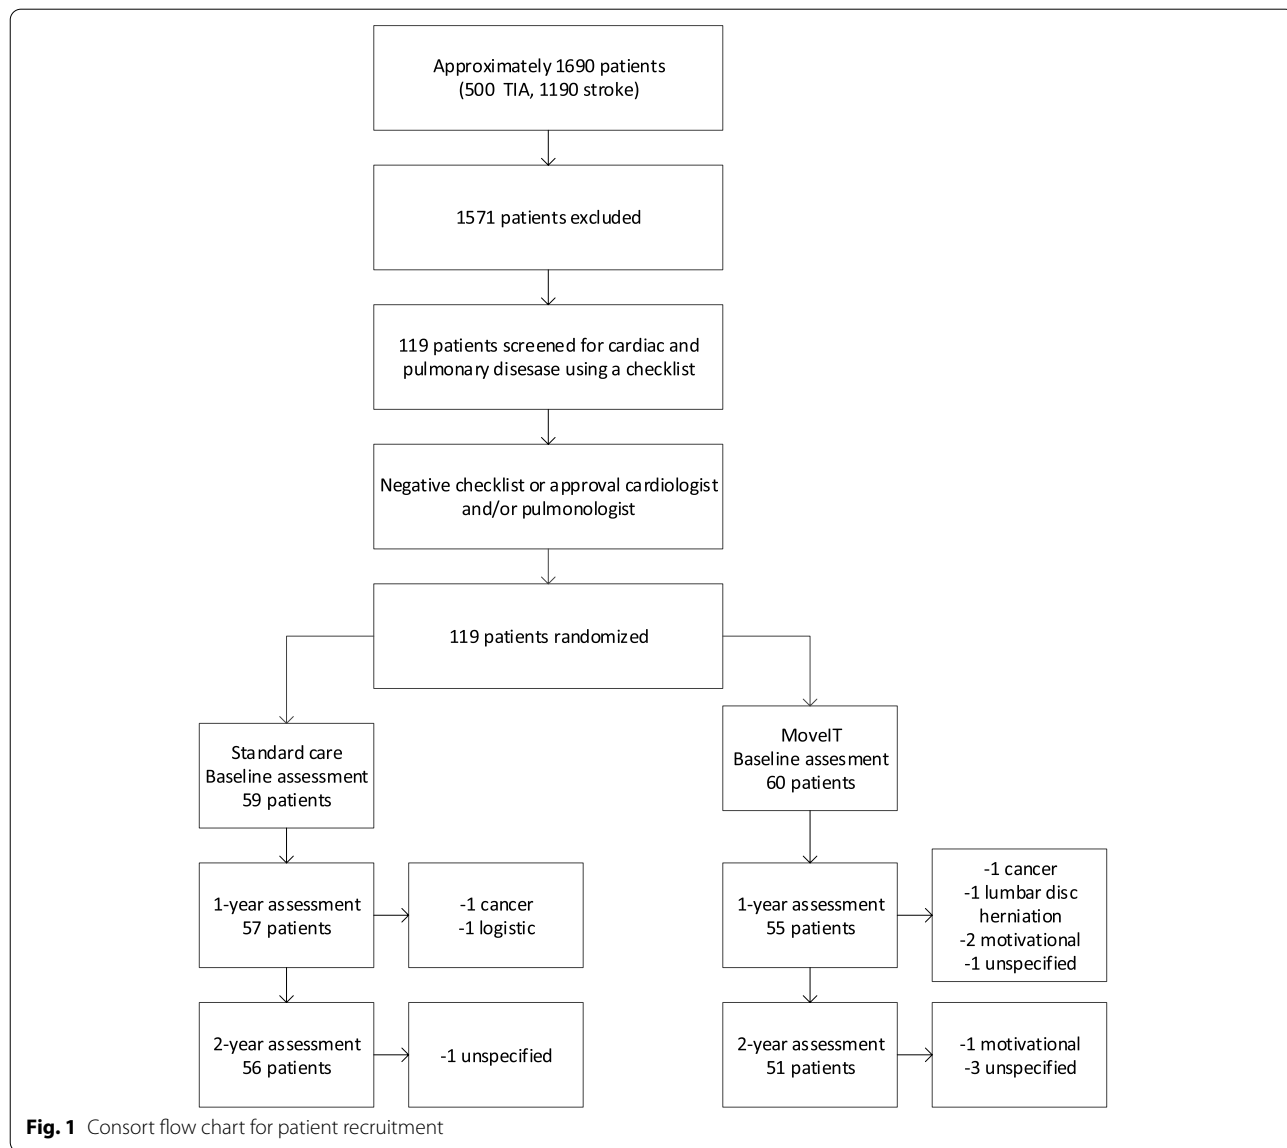 Approximately 1690 patients
(500 TIA, 1190 stroke)
1571 patients excluded
119 patients screened for cardiac and
pulmonary disesase using a checklist
Negative checklist or approval cardiologist
and/or pulmonologist
119 patients randomized
Standard care
Baseline assessment
59 patients
MoveIT
Baseline assesment
60 patients
1-year assessment
57 patients
-1 cancer
-1 logistic
1-year assessment
55 patients
-1 cancer
-1 lumbar disc
herniation
-2 motivational
-1 unspecified
2-year assessment
56 patients
-1 unspecified
2-year assessment
51 patients
-1 motivational
-3 unspecified
Fig. 1 Consort flow chart for patient recruitment